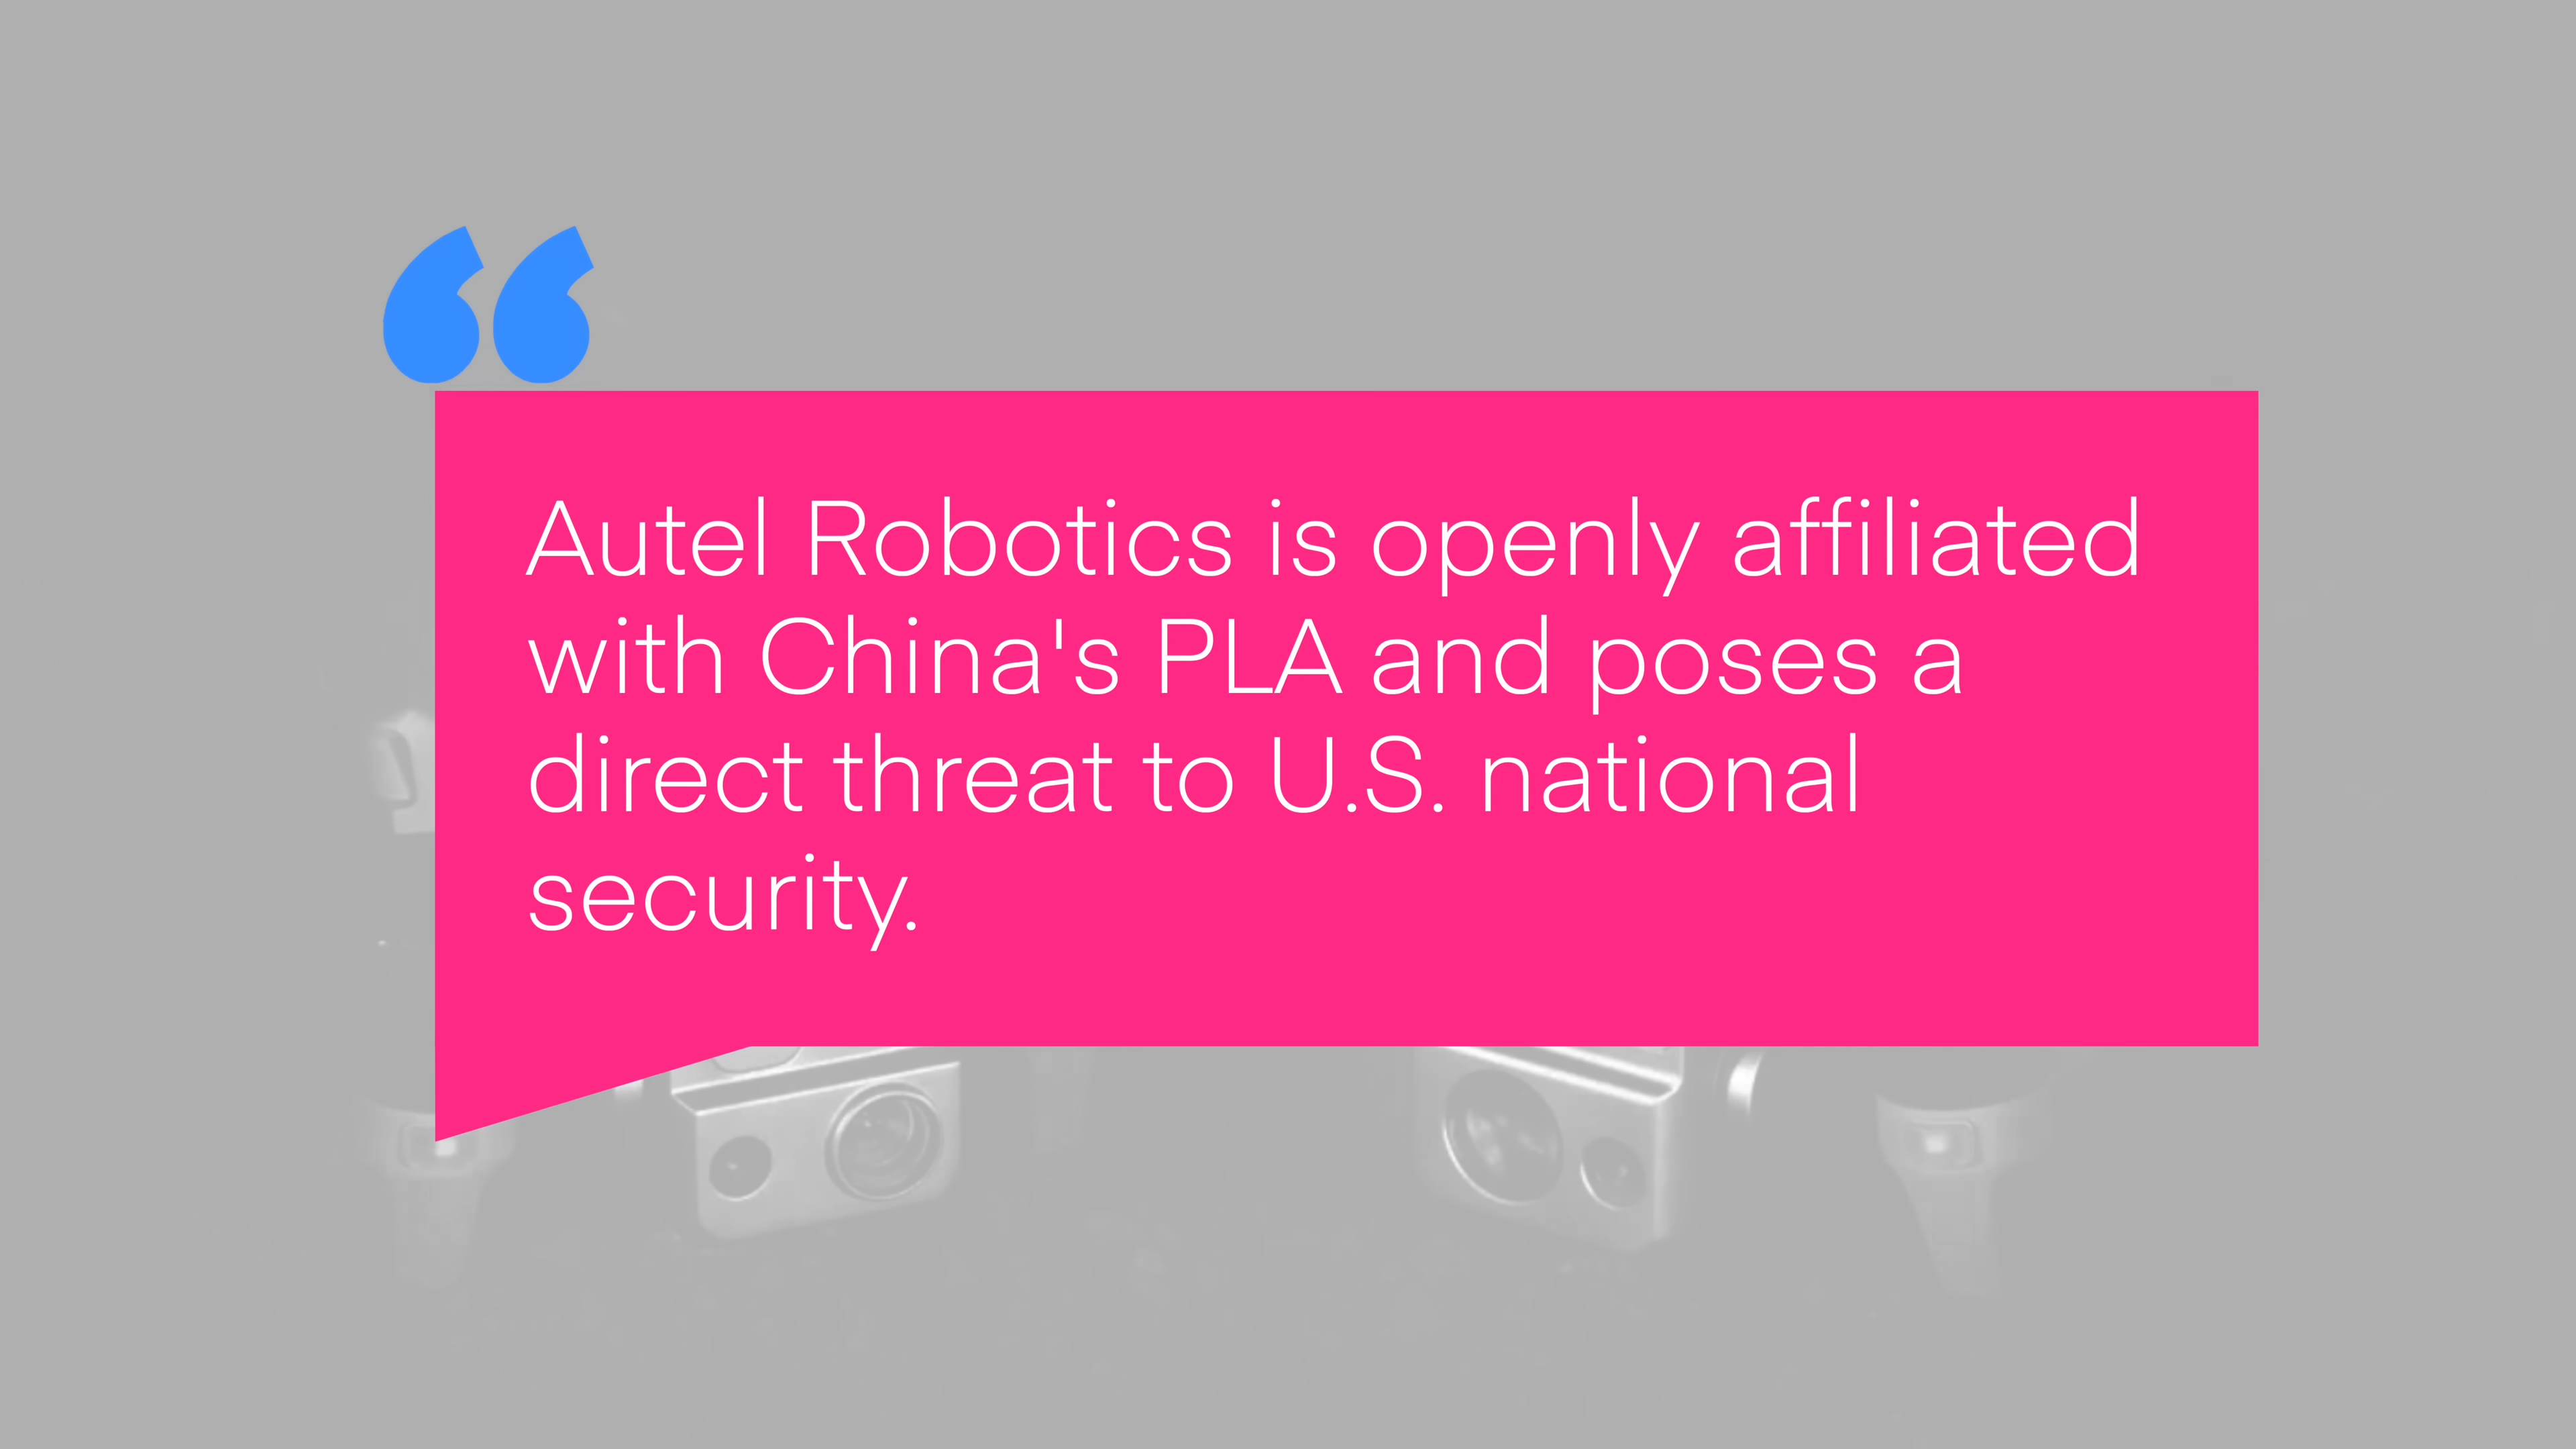 “
Autel Robotics is openly affiliated
with China's PLA and poses a
direct threat to U.S. national
security.